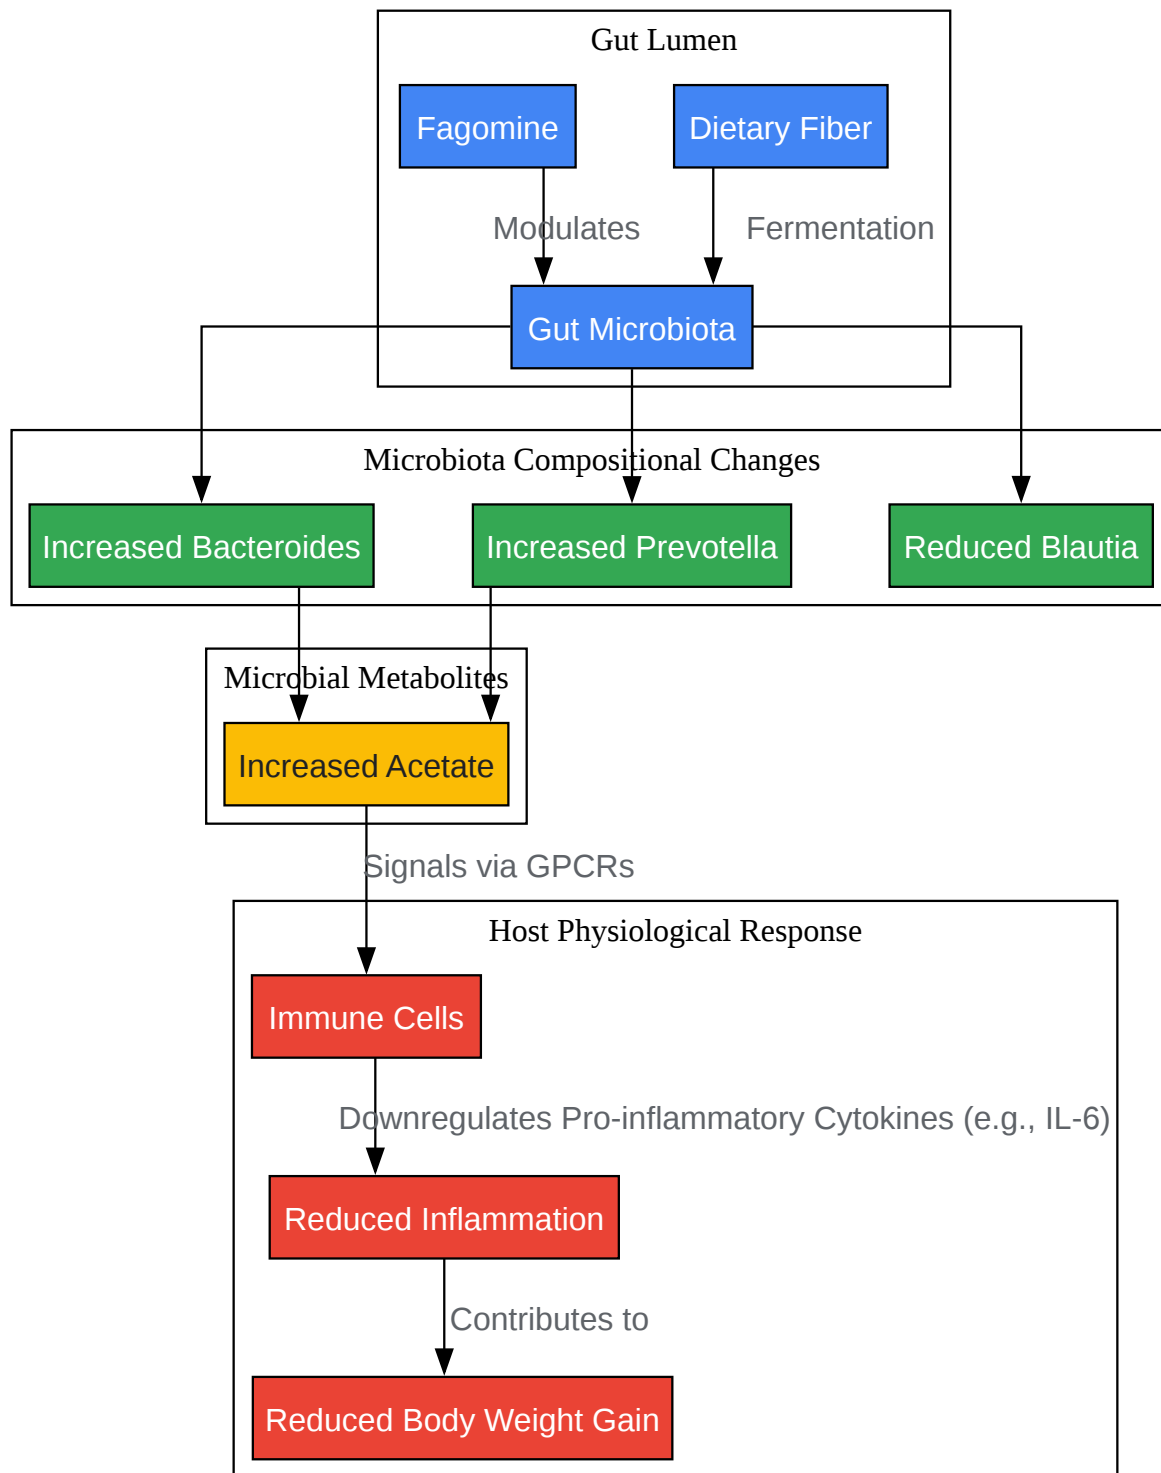 Gut Lumen
Fagomine
Dietary Fiber
Modulates
Fermentation
Gut Microbiota
Microbiota Compositional Changes
Increased Bacteroides
Increased Prevotella
Reduced Blautia
Microbial Metabolites
Increased Acetate
Signals via GPCRs
Host Physiological Response
Immune Cells
Downregulates Pro-inflammatory Cytokines (e.g., IL-6)
Reduced Inflammation
Contributes to
Reduced Body Weight Gain